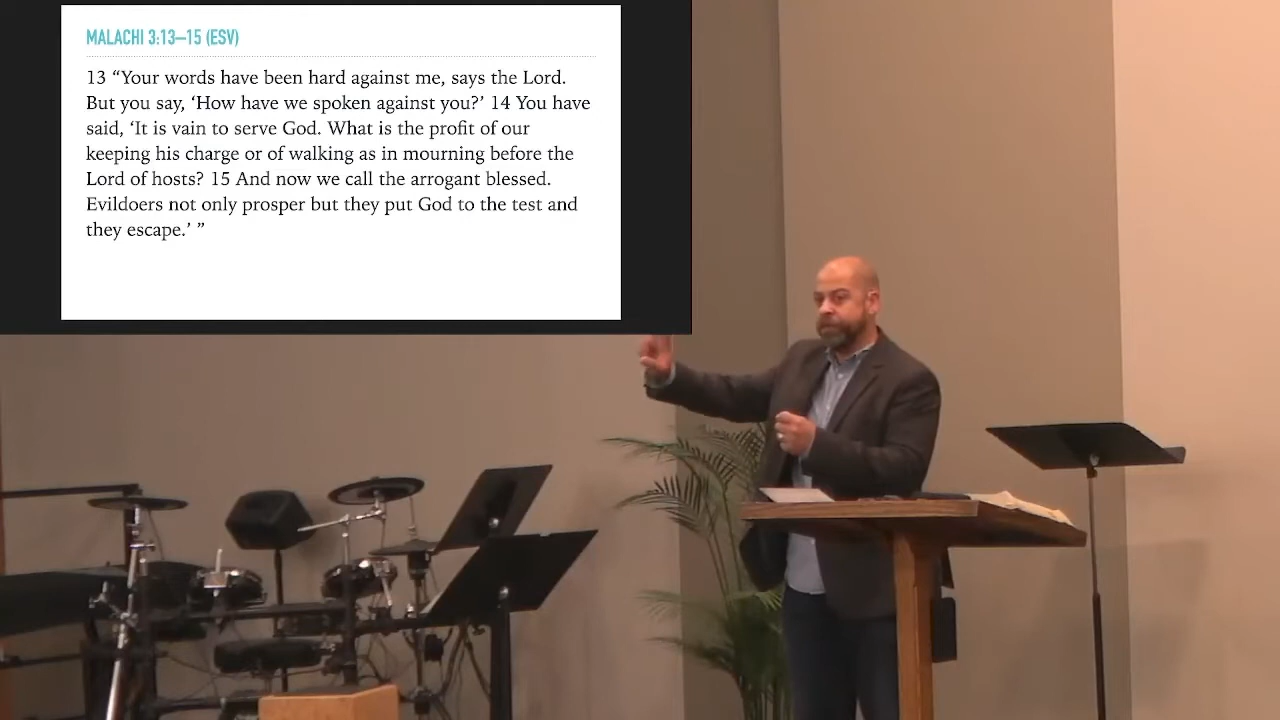 MALACHI 3:13–15 (ESV)
13 “Your words have been hard against me, says the Lord.
But you say, ‘How have we spoken against you?’ 14 You have
said, ‘It is vain to serve God. What is the profit of our
keeping his charge or of walking as in mourning before the
Lord of hosts? 15 And now we call the arrogant blessed.
Evildoers not only prosper but they put God to the test and
they escape.’ ”